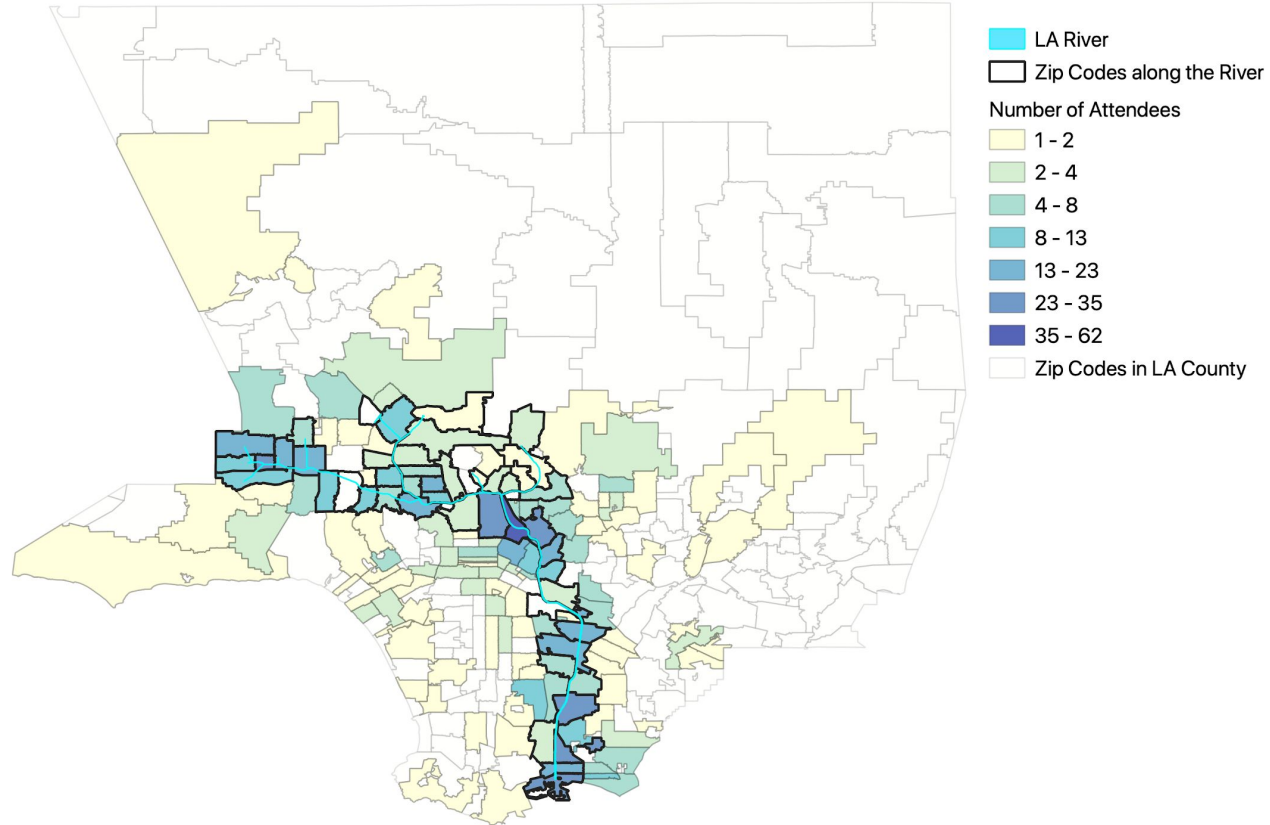 LA River
Zip Codes along the River
Number of Attendees
1 - 2
2 - 4
4 - 8
8 - 13
13 - 23
23 - 35
35 - 62
Zip Codes in LA County